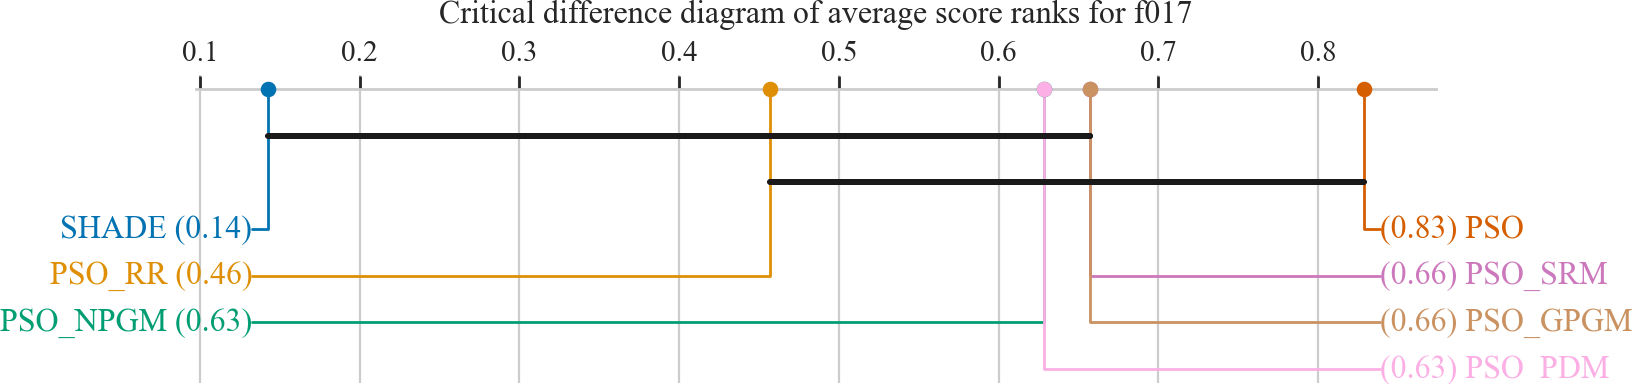 Critical difference diagram of average score ranks for f017
0.1 0.2 0.3 0.4 0.5 0.6 0.7 0.8
SHADE (0.14) (0.83) PSO
PSO_RR (0.46) (0.66) PSO_SRM
PSO_NPGM (0.63) (0.66) PSO_GPGM
(0.63) PSO_PDM